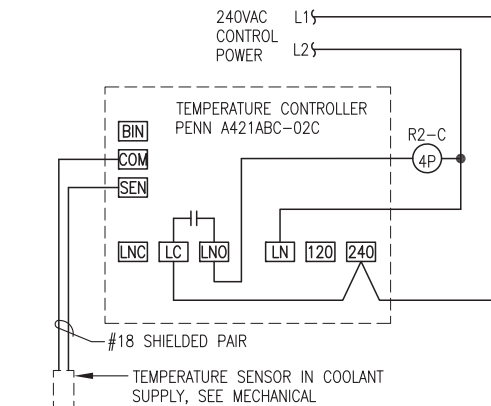 240VAC L1
CONTROL
POWER L2
TEMPERATURE CONTROLLER
PENN A421ABC-02C
BIN
R2-C
COM
4P
SEN
LNC LC LNO LN 120 240
#18 SHIELDED PAIR
TEMPERATURE SENSOR IN COOLANT
SUPPLY, SEE MECHANICAL